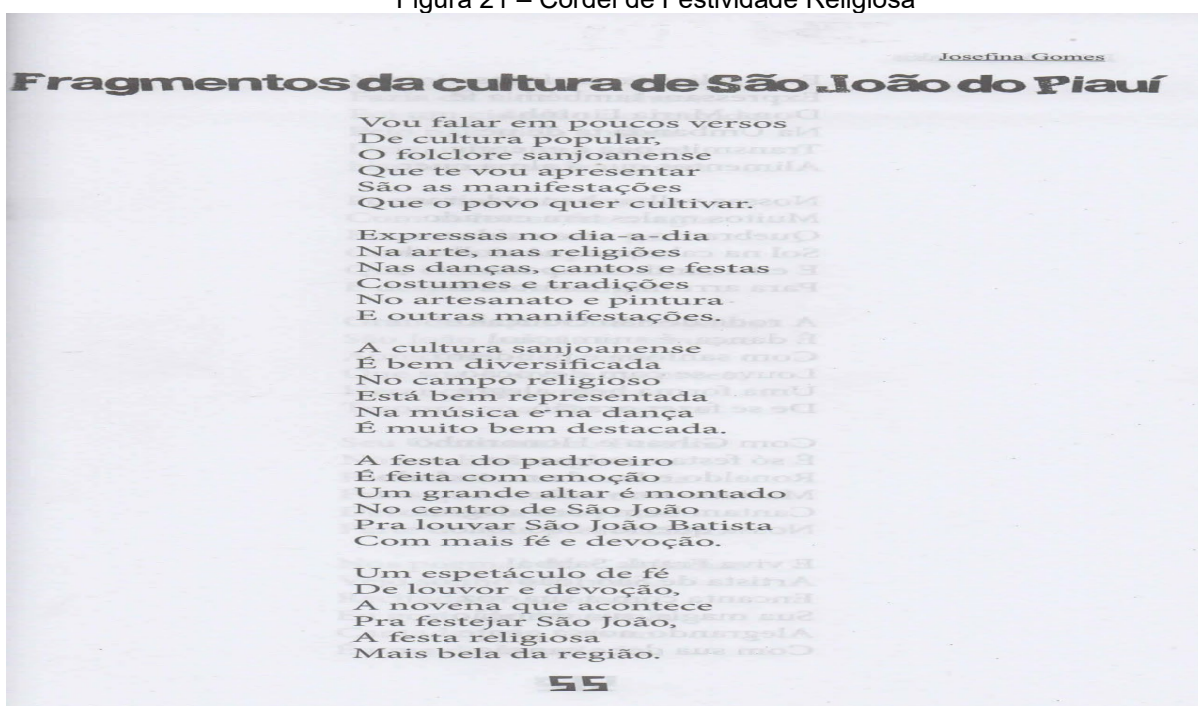 Figura 21 – Cordel de Festividade Religiosa
Josefina Gomes
Fragmentos da cultura de São João do Piauí
Vou falar em poucos versos
De cultura popular,
O folclore sanjoanense
Que te vou apresentar
São as manifestações
Que o povo quer cultivar.
Expressas no dia-a-dia
Na arte, nas religiões
Nas danças, cantos e festas
Costumes e tradições
No artesanato e pintura
E outras manifestações.
A cultura sanjoanense
É bem diversificada
No campo religioso
Está bem representada
Na música e na dança
É muito bem destacada.
A festa do padroeiro
É feita com emoção
Um grande altar é montado
No centro de São João
Pra louvar São João Batista
Com mais fé e devoção.
Um espetáculo de fé
De louvor e devoção,
A novena que acontece
Pra festejar São João,
A festa religiosa
Mais bela da região.
55